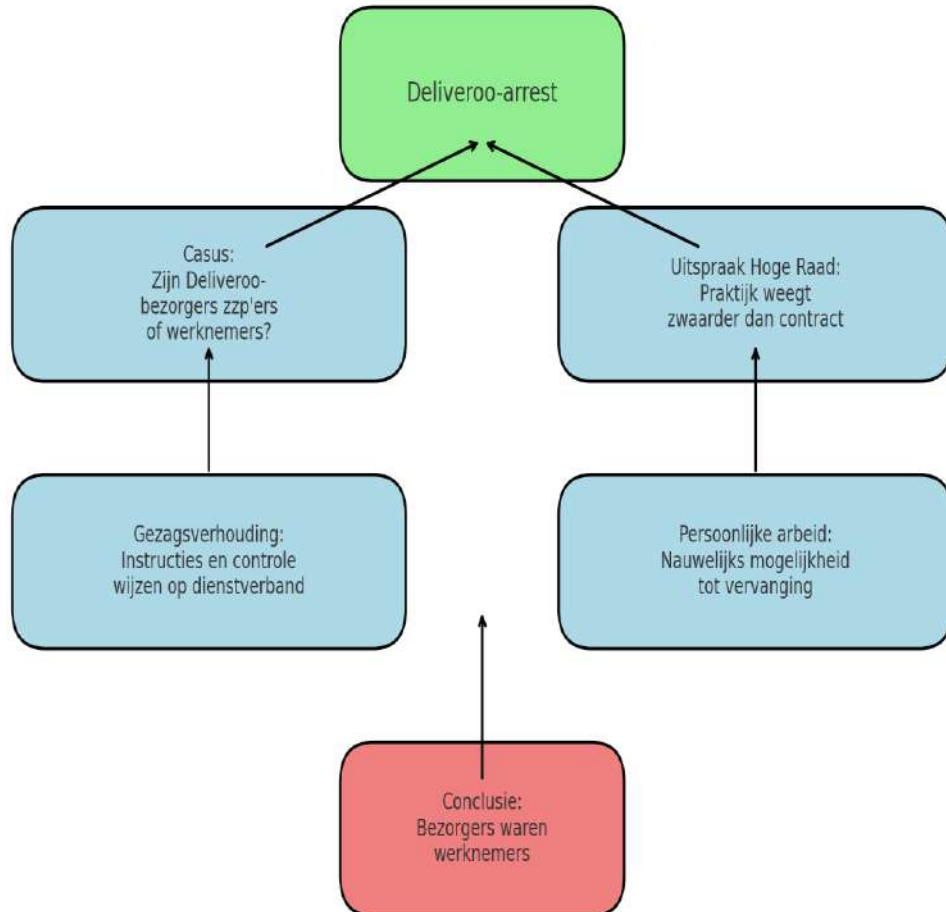 Deliveroo-arrest
Casus:
Zijn Deliveroo-
bezorgers zzp'ers
of werknemers?
Uitspraak Hoge Raad:
Praktijk weegt
zwaarder dan contract
Gezagsverhouding:
Instructies en controle
wijzen op dienstverband
Persoonlijke arbeid:
Nauwelijks mogelijkheid
tot vervanging
Conclusie:
Bezorgers waren
werknemers